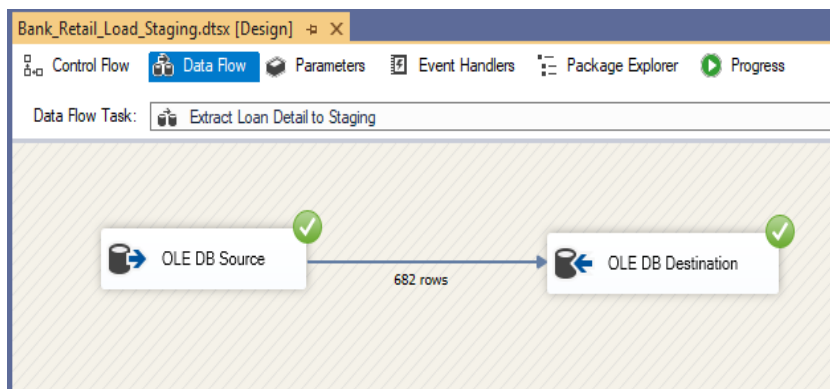 Bank_Retail_Load_Staging.dtsx [Design]
Control Flow Data Flow Parameters Event Handlers Package Explorer Progress
Data Flow Task: Extract Loan Detail to Staging
OLE DB Source
OLE DB Destination
682 rows